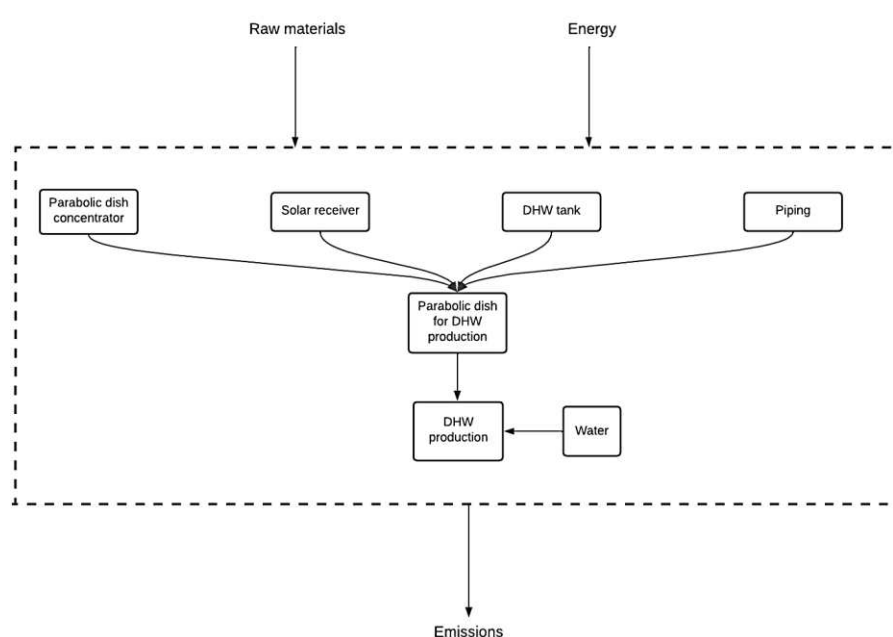 Raw materials
Energy
Parabolic dish
concentrator
Solar receiver
DHW tank
Piping
Parabolic dish
for DHW
production
DHW
production
Water
Emissions